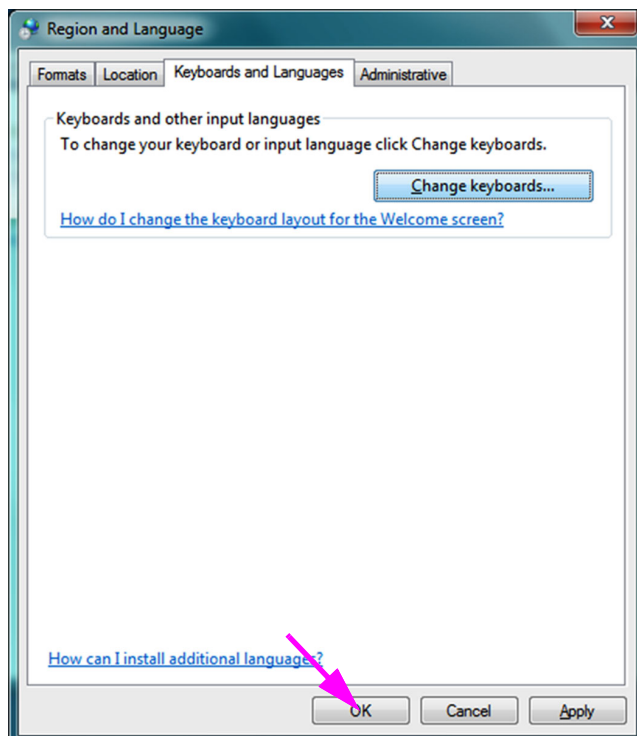 Region and Language
Formats Location Keyboards and Languages Administrative
Keyboards and other input languages
To change your keyboard or input language click Change keyboards.
Change keyboards...
How do I change the keyboard layout for the Welcome screen?
How can I install additional languages?
OK Cancel Apply